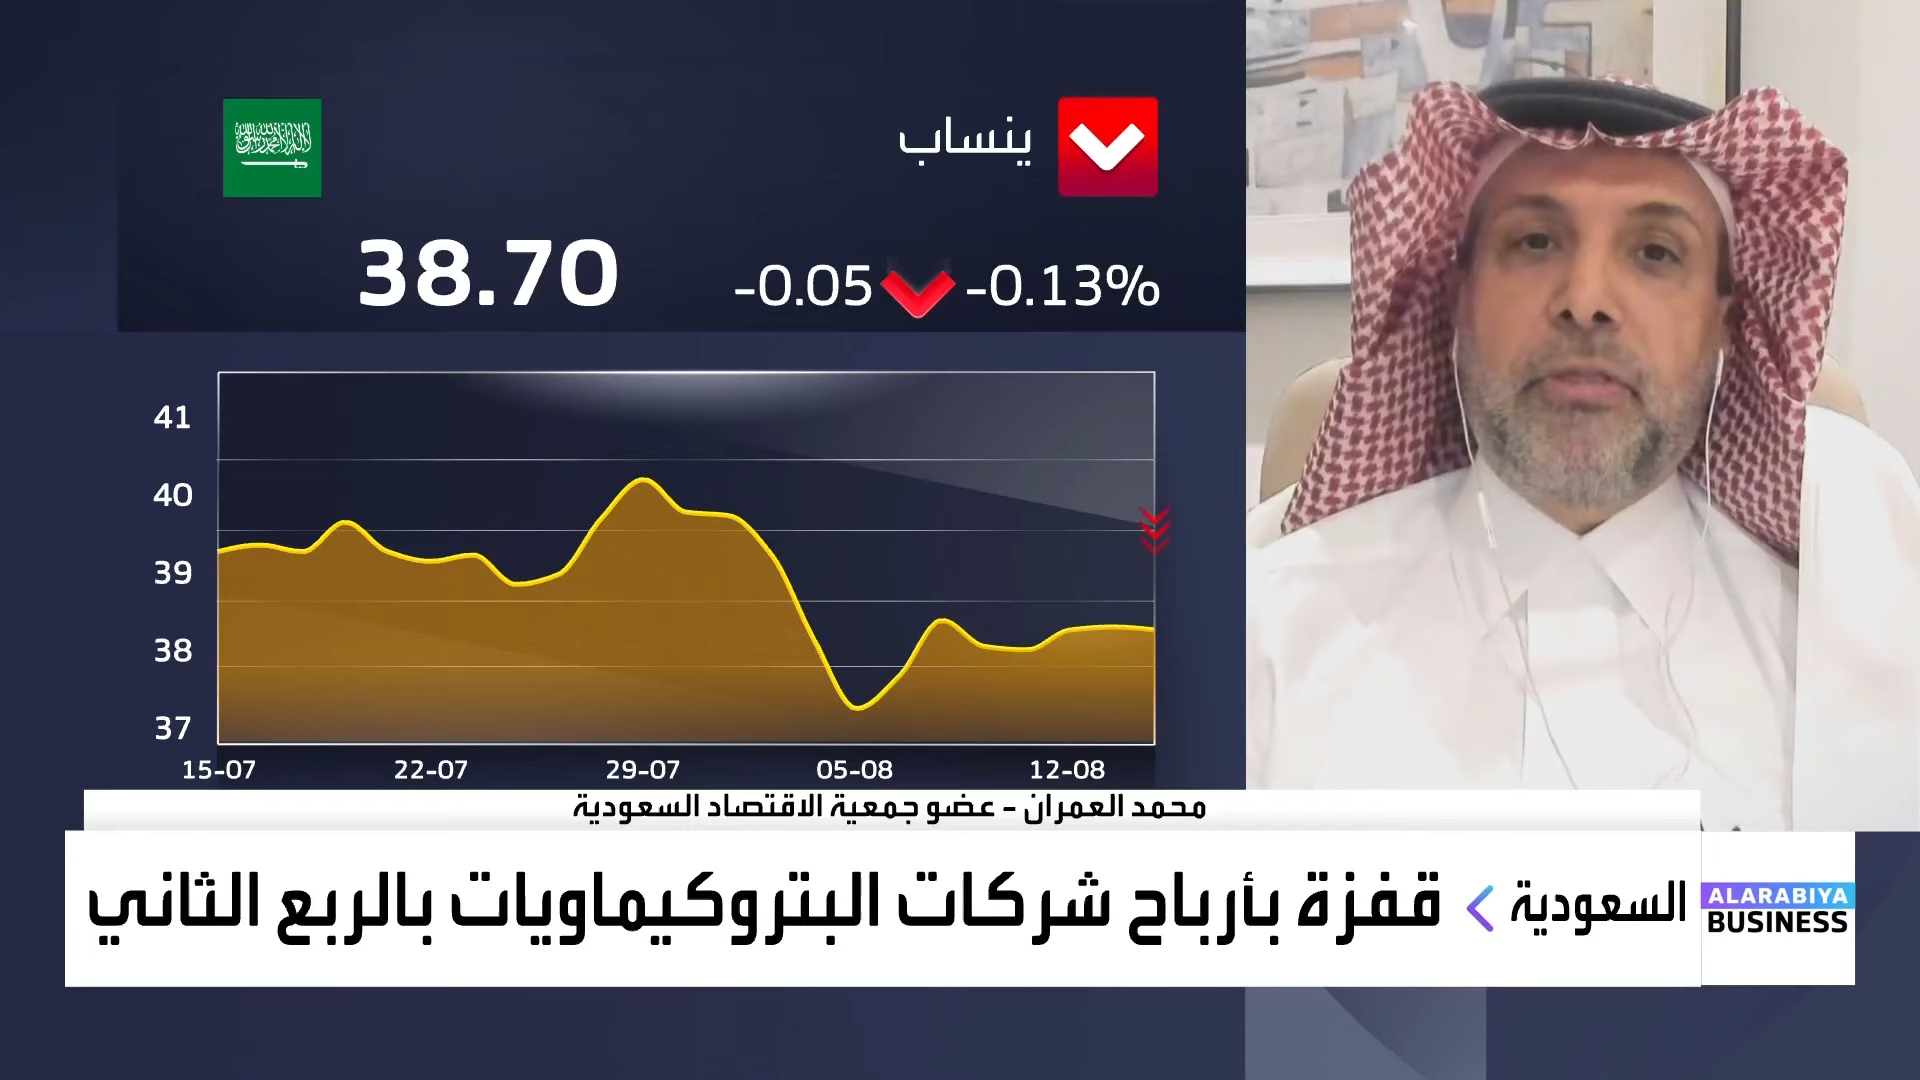 ينساب
38.70
-0.05
-0.13%
41
40
39
38
37
15-07 22-07 29-07 05-08 12-08
محمد العمران - عضو جمعية الاقتصاد السعودية
السعودية > قفزة بأرباح شركات البتروكيماويات بالربع الثاني
ALARABIYA
BUSINESS